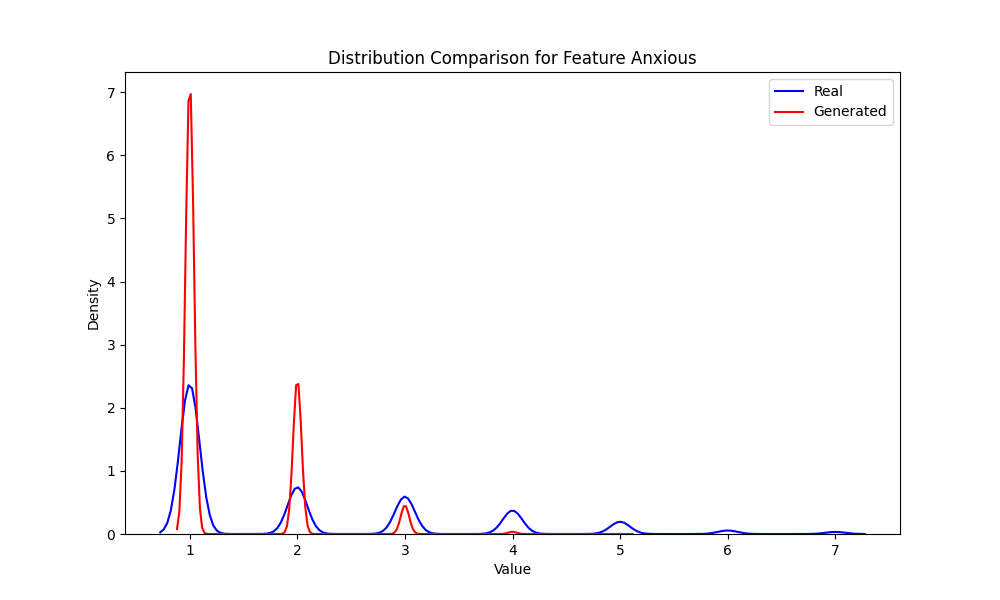 Distribution Comparison for Feature Anxious
Real
Generated
Density
7
6
5
4
3
2
1
0
1 2 3 4 5 6 7
Value